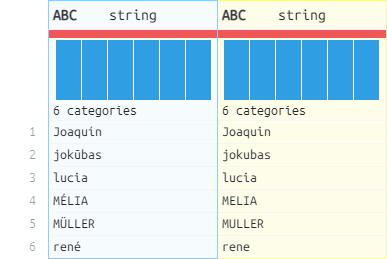 ABC string ABC string
6 categories 6 categories
1 Joaquín Joaquin
2 jokūbas jokubas
3 lucia lucia
4 MÉLIA MELIA
5 MÜLLER MULLER
6 rené rene